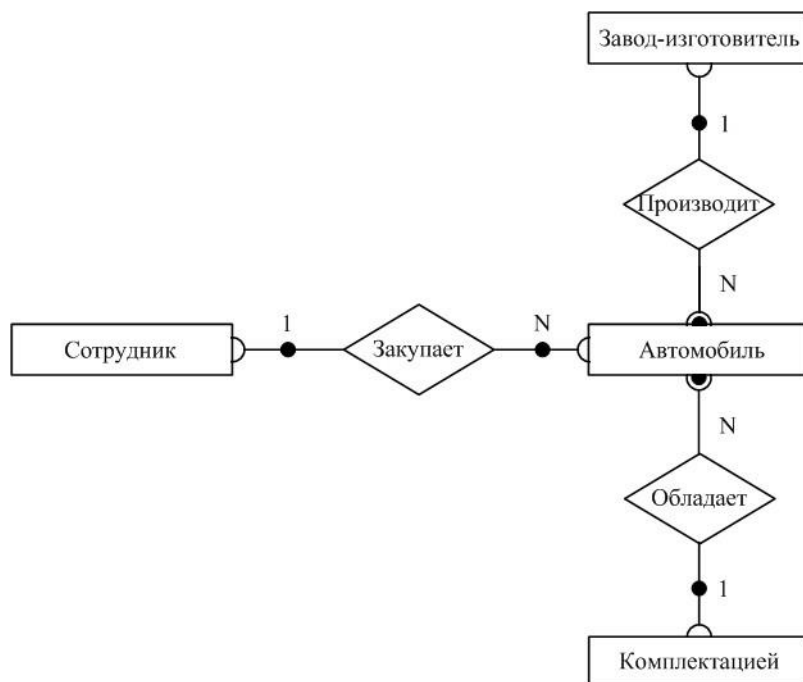 Завод-изготовитель
1
Производит
N
Сотрудник
1
Закупает
N
Автомобиль
N
Обладает
1
Комплектацией